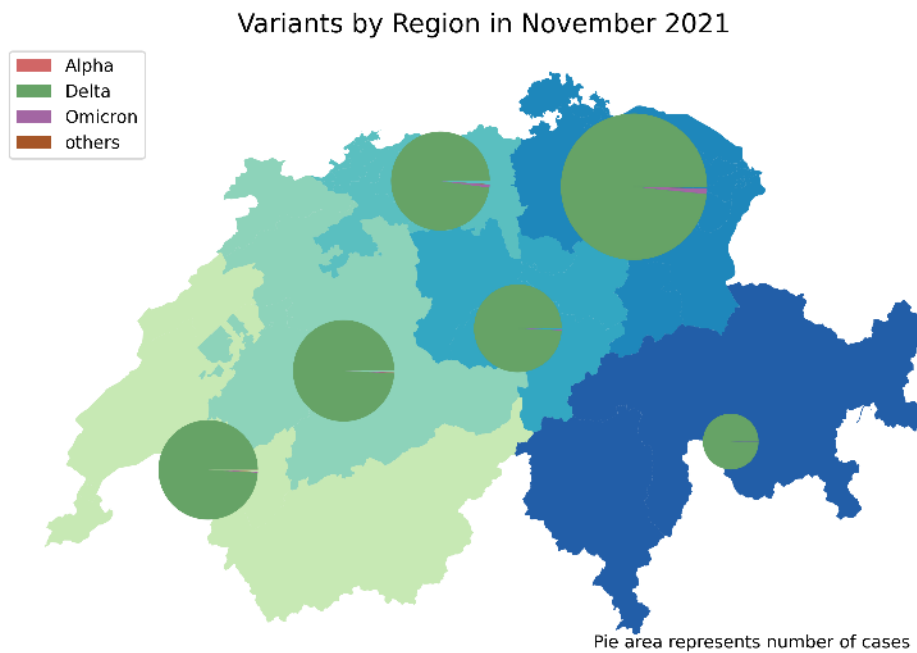 Variants by Region in November 2021
Alpha
Delta
Omicron
others
Pie area represents number of cases